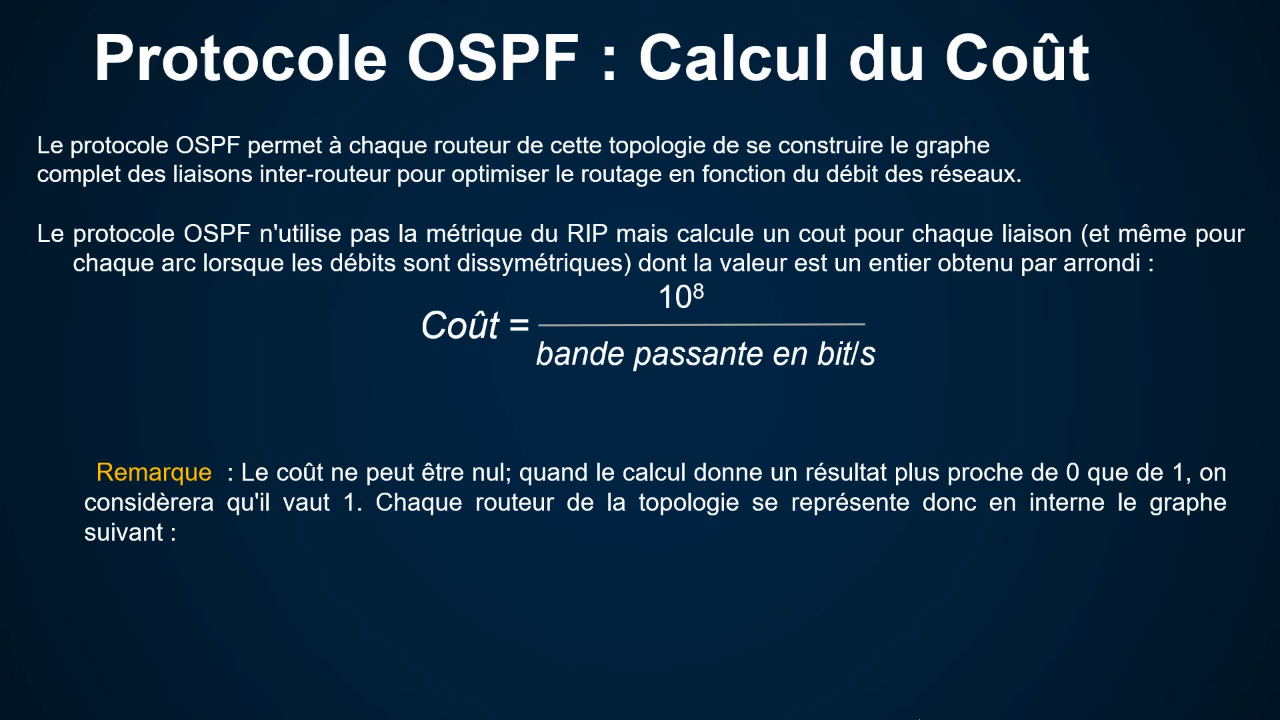 Protocole OSPF : Calcul du Coût
Le protocole OSPF permet à chaque routeur de cette topologie de se construire le graphe
complet des liaisons inter-routeur pour optimiser le routage en fonction du débit des réseaux.
Le protocole OSPF n'utilise pas la métrique du RIP mais calcule un cout pour chaque liaison (et même pour
chaque arc lorsque les débits sont dissymétriques) dont la valeur est un entier obtenu par arrondi :
10⁸
Coût =
bande passante en bit/s
Remarque : Le coût ne peut être nul; quand le calcul donne un résultat plus proche de 0 que de 1, on
considèrera qu'il vaut 1. Chaque routeur de la topologie se représente donc en interne le graphe
suivant :